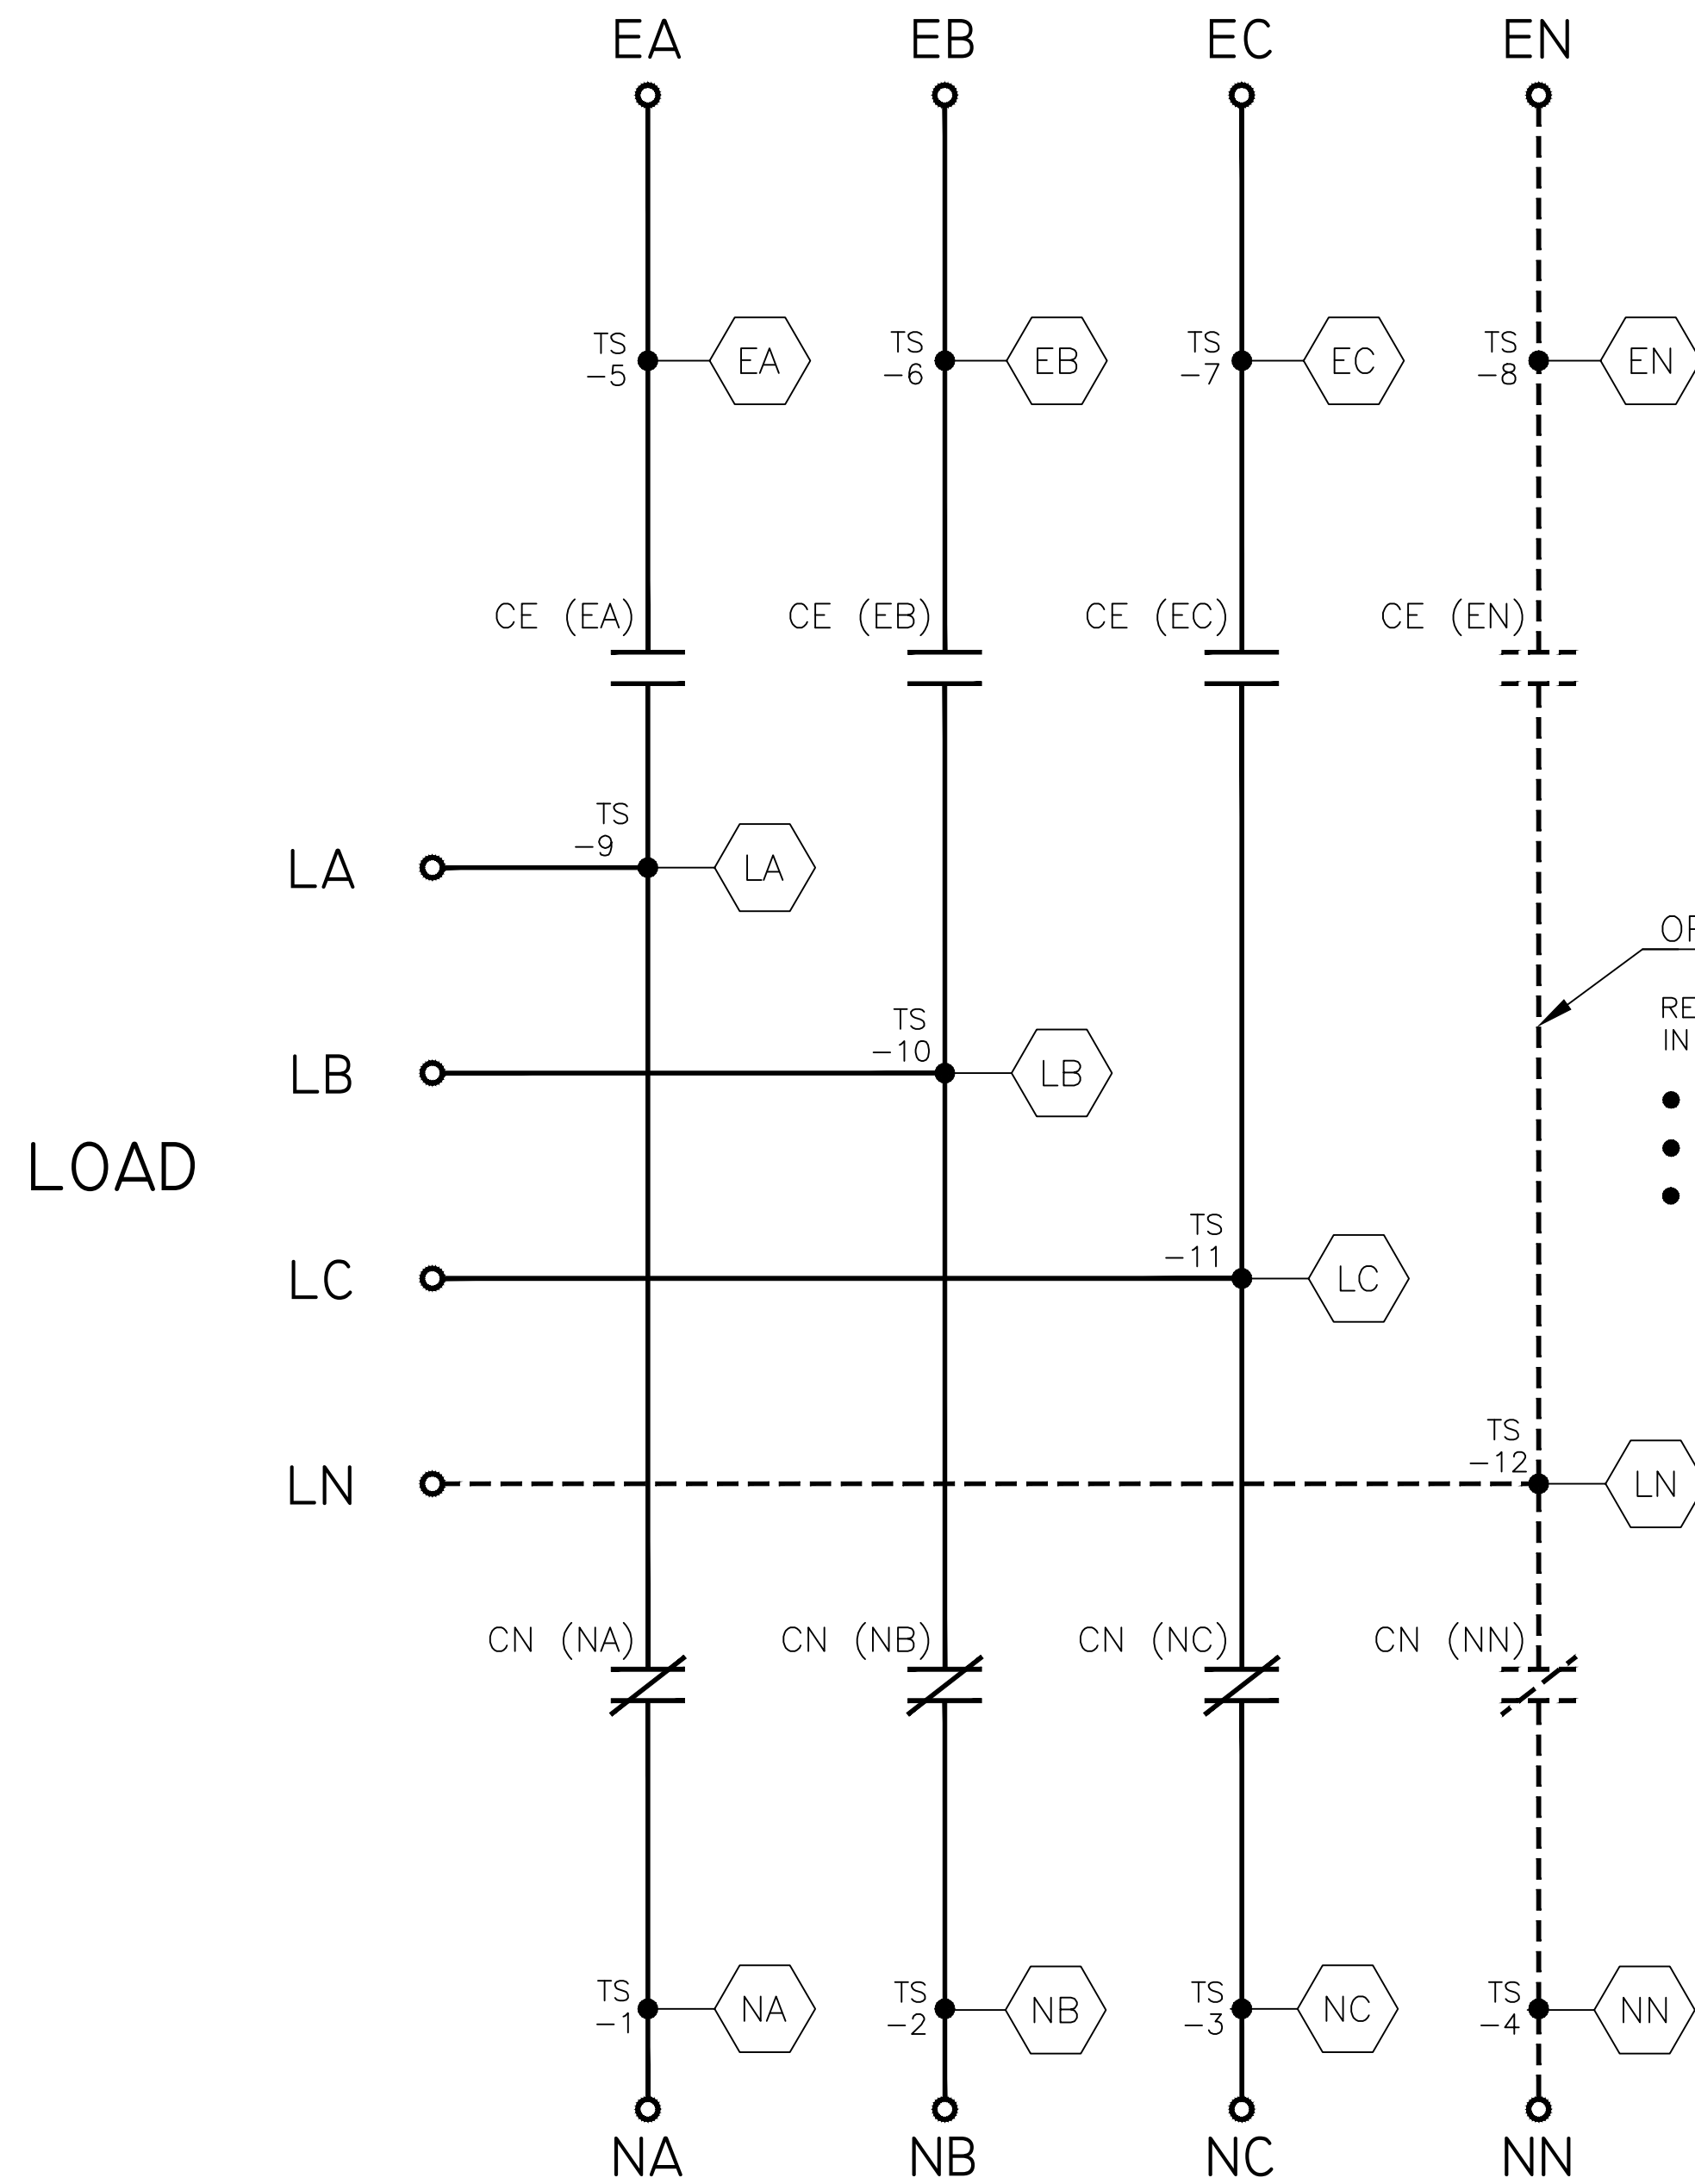 EA EB EC EN
TS TS TS TS
-5 EA -6 EB -7 EC -8 EN
CE (EA) CE (EB) CE (EC) CE (EN)
TS
-9
LA LA
TS
-10
LB LB
LOAD
TS
-11
LC LC
TS
-12
LN LN
IN
CN (NA) CN (NB) CN (NC) CN (NN)
TS TS TS TS
-1 NA -2 NB -3 NC -4 NN
NA NB NC NN